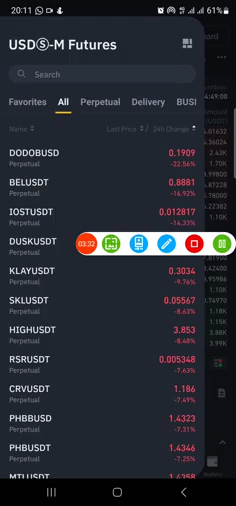 20:11
61%
USDⓈ-M Futures
Search
Favorites All Perpetual Delivery BUSI
Name Last Price / 24h Change
DODOBUSD 0.1909
Perpetual -22.56%
BELUSDT 0.8881
Perpetual -16.92%
IOSTUSDT 0.012817
Perpetual -14.33%
DUSKUSDT
Perpetual
03:32
KLAYUSDT 0.3034
Perpetual -9.76%
SKLUSDT 0.05567
Perpetual -8.63%
HIGHUSDT 3.853
Perpetual -8.48%
RSRUSDT 0.005348
Perpetual -7.63%
CRVUSDT 1.186
Perpetual -7.49%
PHBBUSD 1.4323
Perpetual -7.31%
PHBUSDT 1.4346
Perpetual -7.25%
MTLUSDT 1.4358